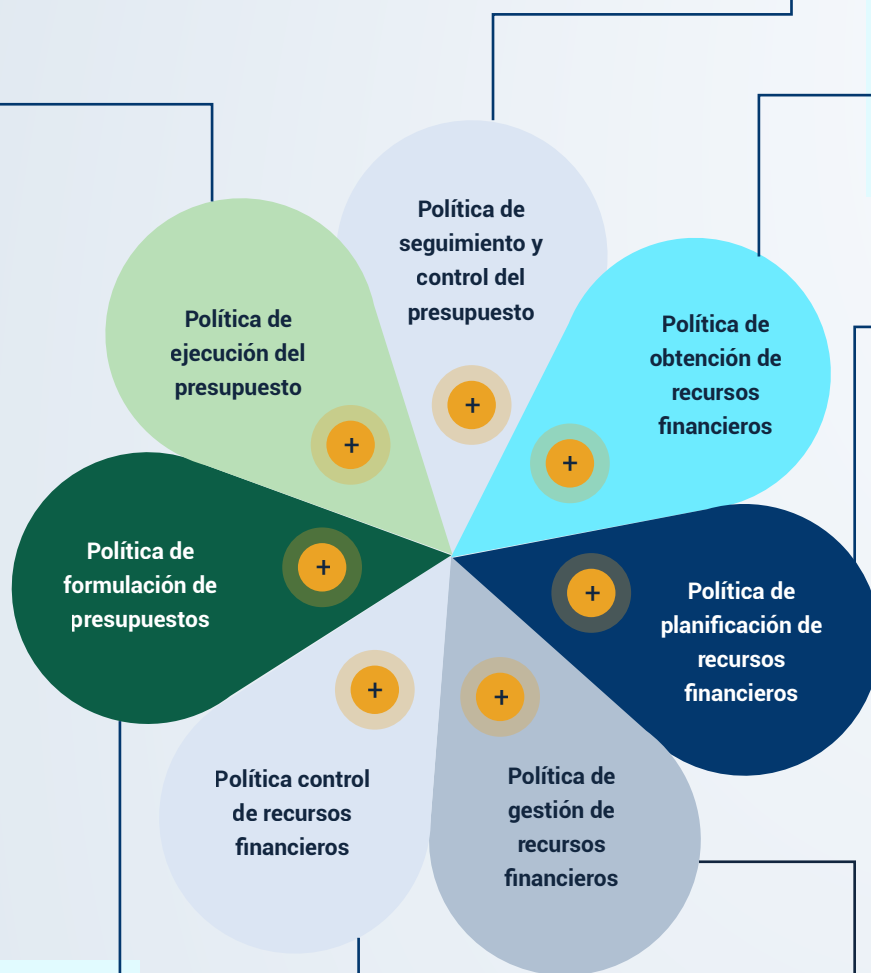 Política de
seguimiento y
control del
presupuesto
+
Política de
obtención de
recursos
financieros
+
Política de
planificación de
recursos
financieros
+
Política de
gestión de
recursos
financieros
+
Política control
de recursos
financieros
+
Política de
formulación de
presupuestos
+
Política de
ejecución del
presupuesto
+